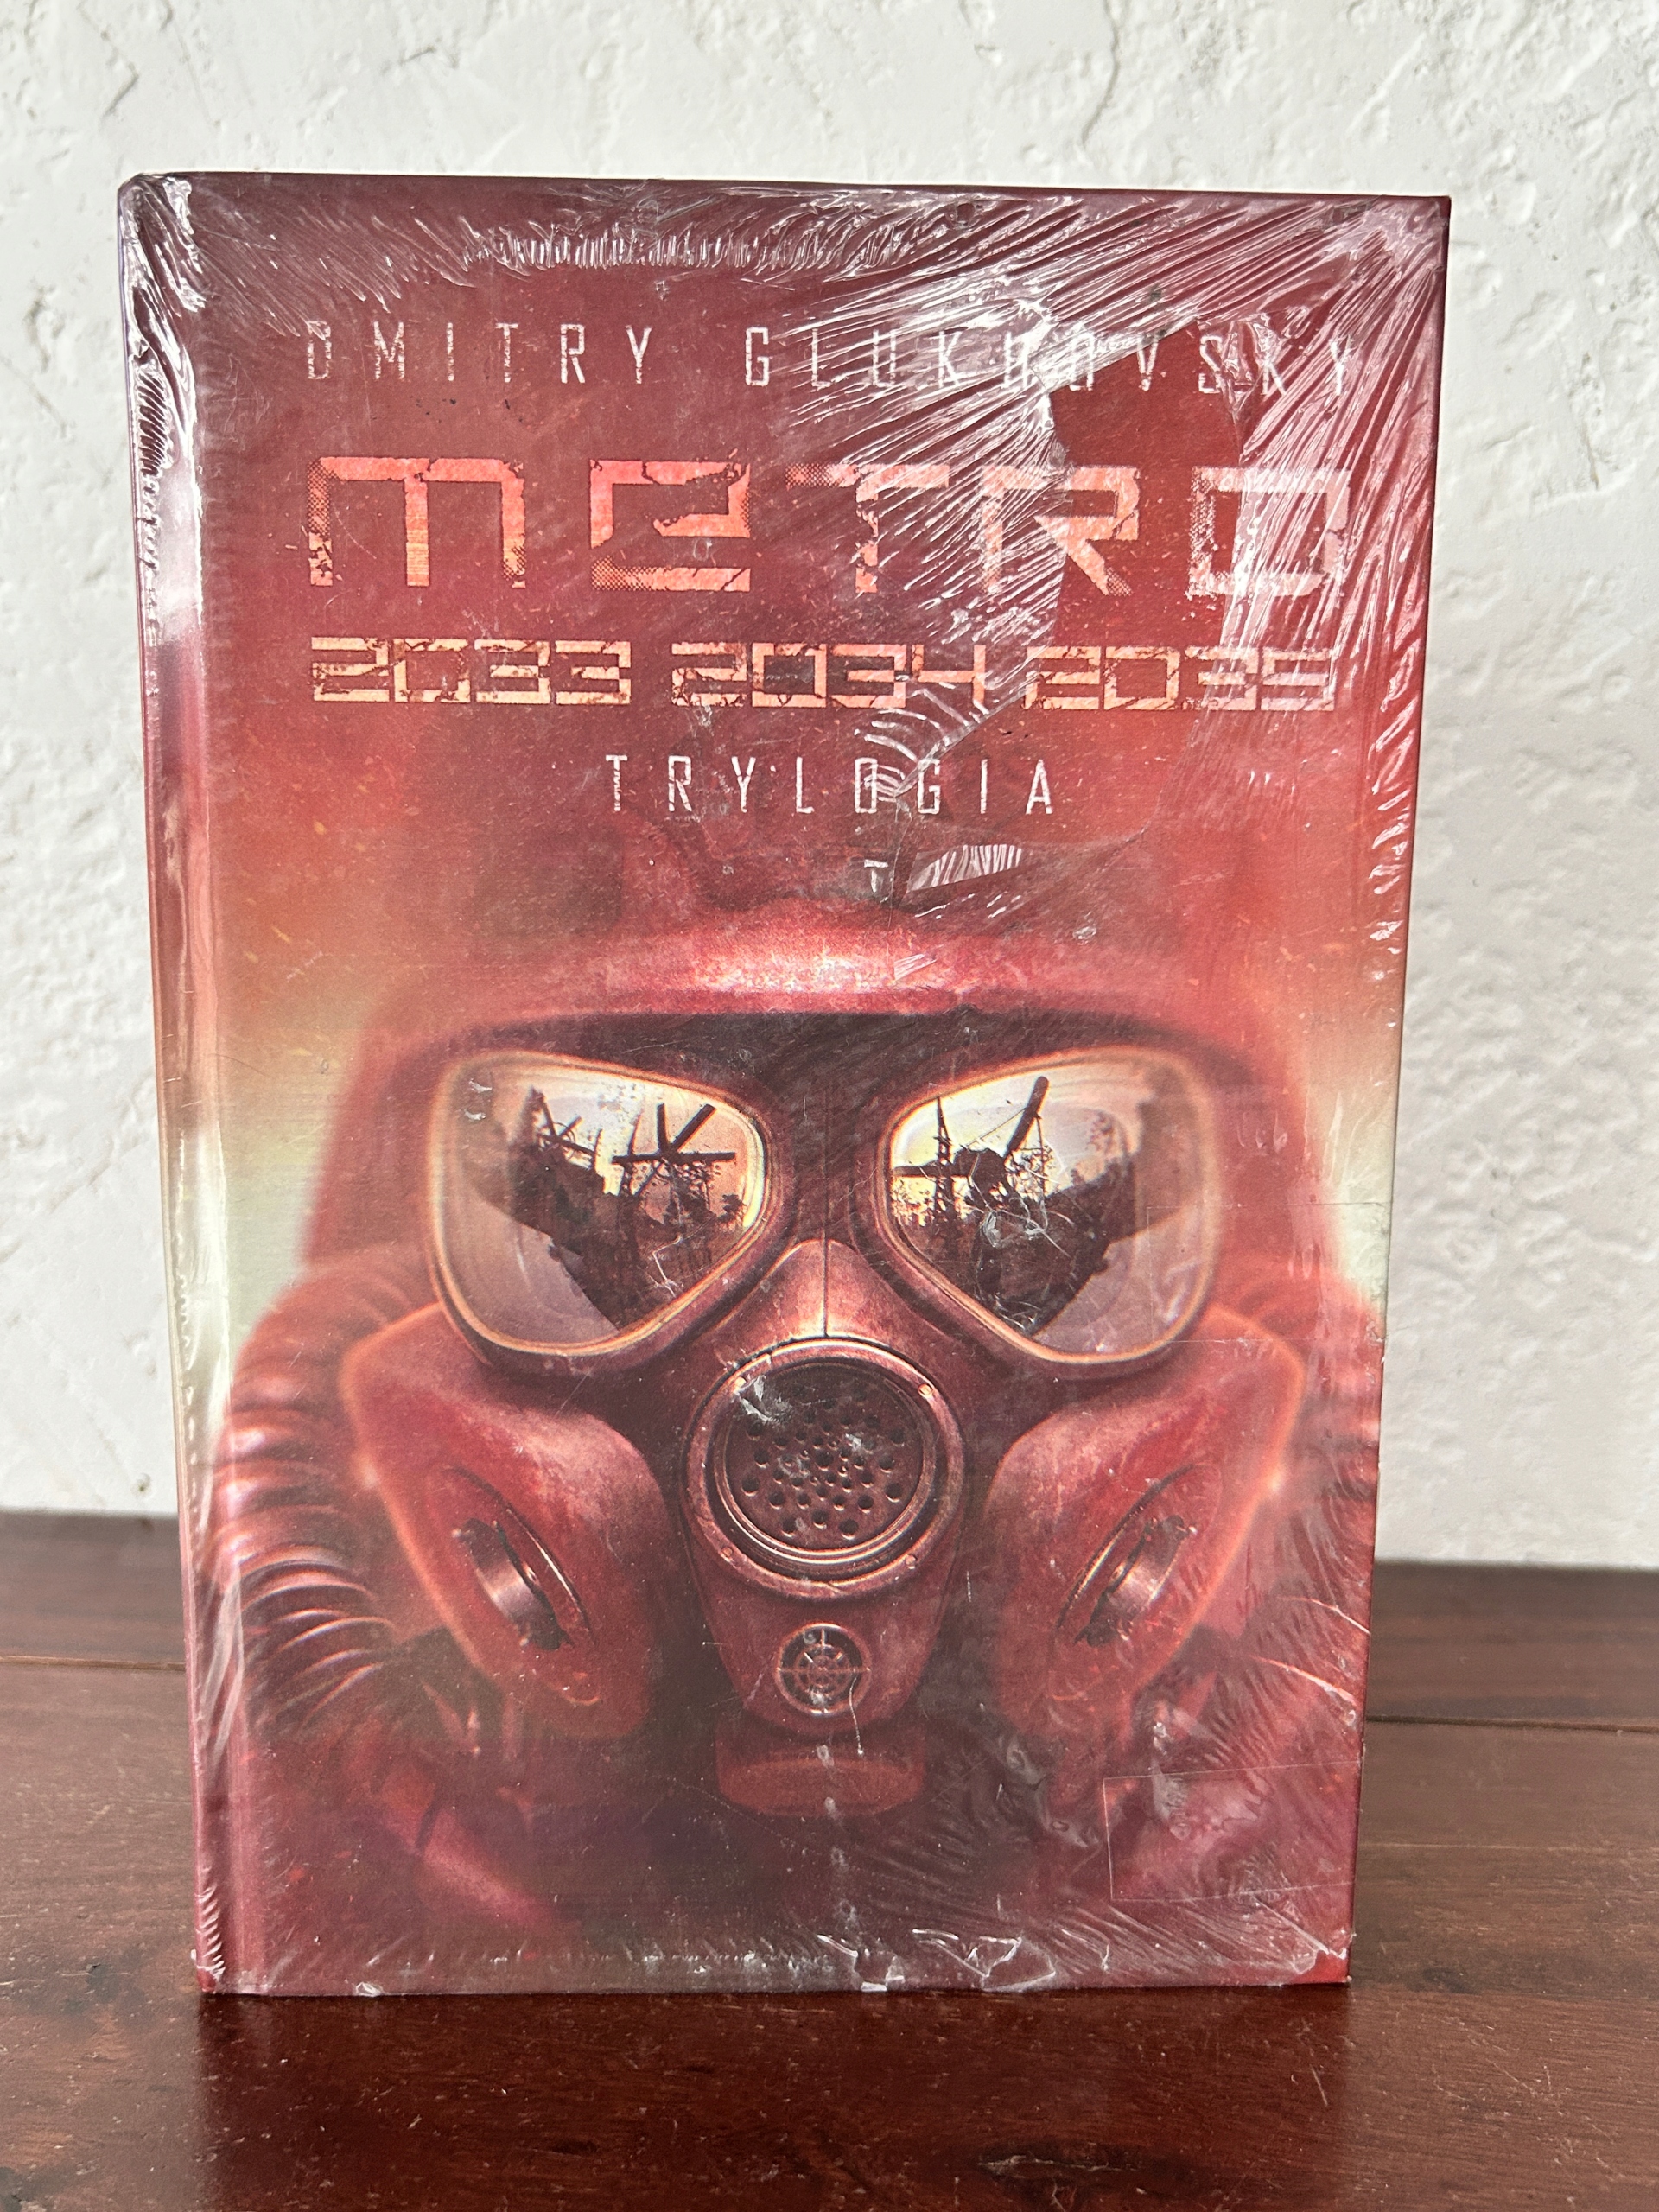 DMITRY GLUKHOVSKY
METRO
2033 2034 2035
TRYLOGIA